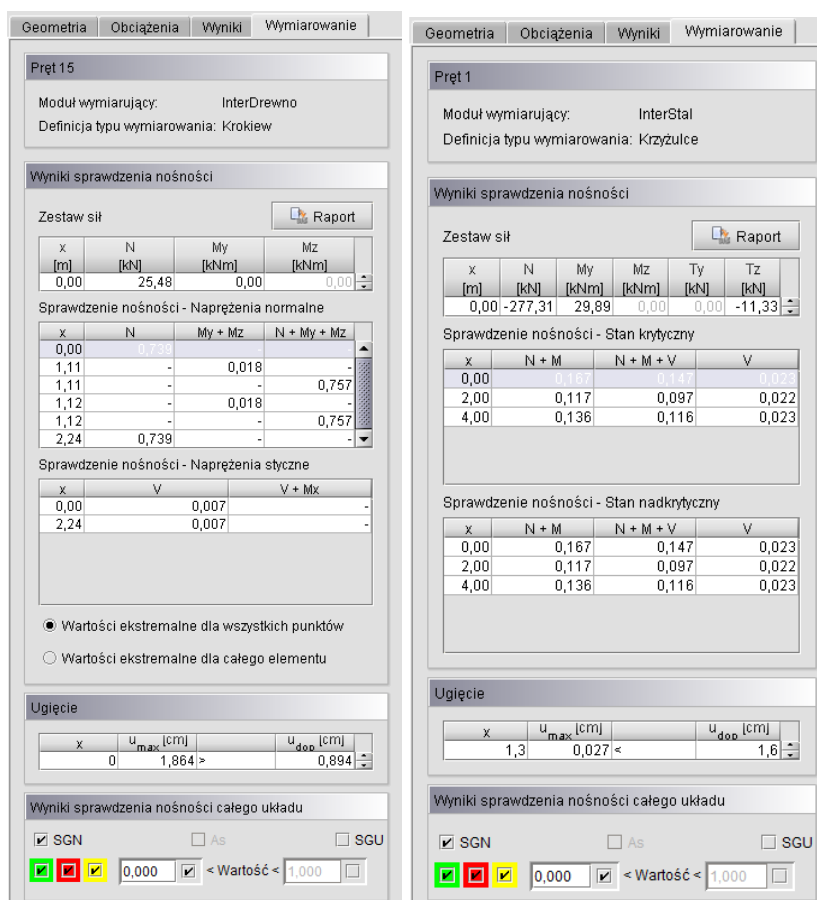 Geometria Obciążenia Wyniki Wymiarowanie
Pręt 15
Moduł wymiarujący: InterDrewno
Definicja typu wymiarowania: Krokiew
Wyniki sprawdzenia nośności
Zestaw sił Raport
x N My Mz
[m] [kN] [kNm] [kNm]
0,00 25,48 0,00 0,00
Sprawdzenie nośności - Naprężenia normalne
x N My + Mz N + My + Mz
0,00 0,739 - -
1,11 - 0,018 -
1,11 - - 0,757
1,12 - 0,018 -
1,12 - - 0,757
2,24 0,739 - -
Sprawdzenie nośności - Naprężenia styczne
x V V + Mx
0,00 0,007 -
2,24 0,007 -
Wartości ekstremalne dla wszystkich punktów
Wartości ekstremalne dla całego elementu
Ugięcie
x u max [cm] u dop [cm]
0 1,864 > 0,894
Wyniki sprawdzenia nośności całego układu
SGN As SGU
0,000 < Wartość < 1,000
Geometria Obciążenia Wyniki Wymiarowanie
Pręt 1
Moduł wymiarujący: InterStal
Definicja typu wymiarowania: Krzyżulce
Wyniki sprawdzenia nośności
Zestaw sił Raport
x N My Mz Ty Tz
[m] [kN] [kNm] [kNm] [kN] [kN]
0,00 -277,31 29,89 0,00 0,00 -11,33
Sprawdzenie nośności - Stan krytyczny
x N + M N + M + V V
0,00 0,167 0,147 0,023
2,00 0,117 0,097 0,022
4,00 0,136 0,116 0,023
Sprawdzenie nośności - Stan nadkrytyczny
x N + M N + M + V V
0,00 0,167 0,147 0,023
2,00 0,117 0,097 0,022
4,00 0,136 0,116 0,023
Ugięcie
x u max [cm] u dop [cm]
1,3 0,027 < 1,6
Wyniki sprawdzenia nośności całego układu
SGN As SGU
0,000 < Wartość < 1,000